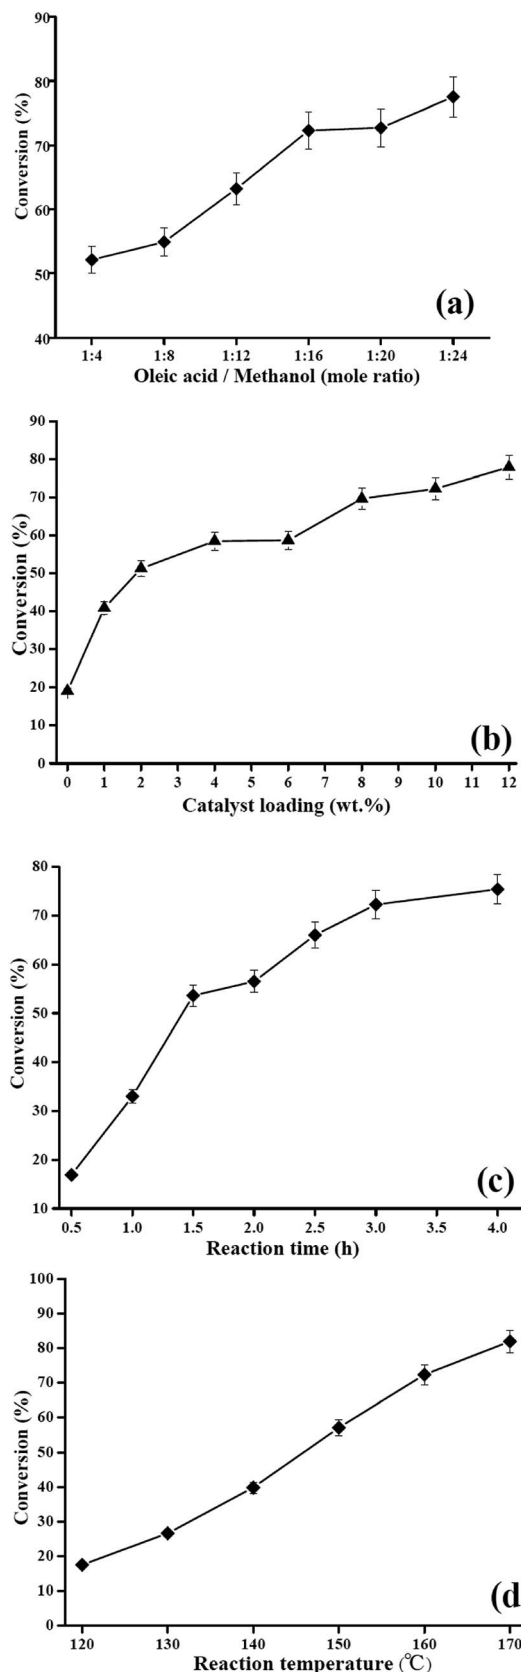 90
80
70
60
50
40
Conversion (%)
(a)
1:4 1:8 1:12 1:16 1:20 1:24
Oleic acid / Methanol (mole ratio)
90
80
70
60
50
40
30
20
10
0
Conversion (%)
(b)
0 1 2 3 4 5 6 7 8 9 10 11 12
Catalyst loading (wt.%)
80
70
60
50
40
30
20
10
Conversion (%)
(c)
0.5 1.0 1.5 2.0 2.5 3.0 3.5 4.0
Reaction time (h)
100
90
80
70
60
50
40
30
20
10
0
Conversion (%)
(d
120 130 140 150 160 170
Reaction temperature (℃)